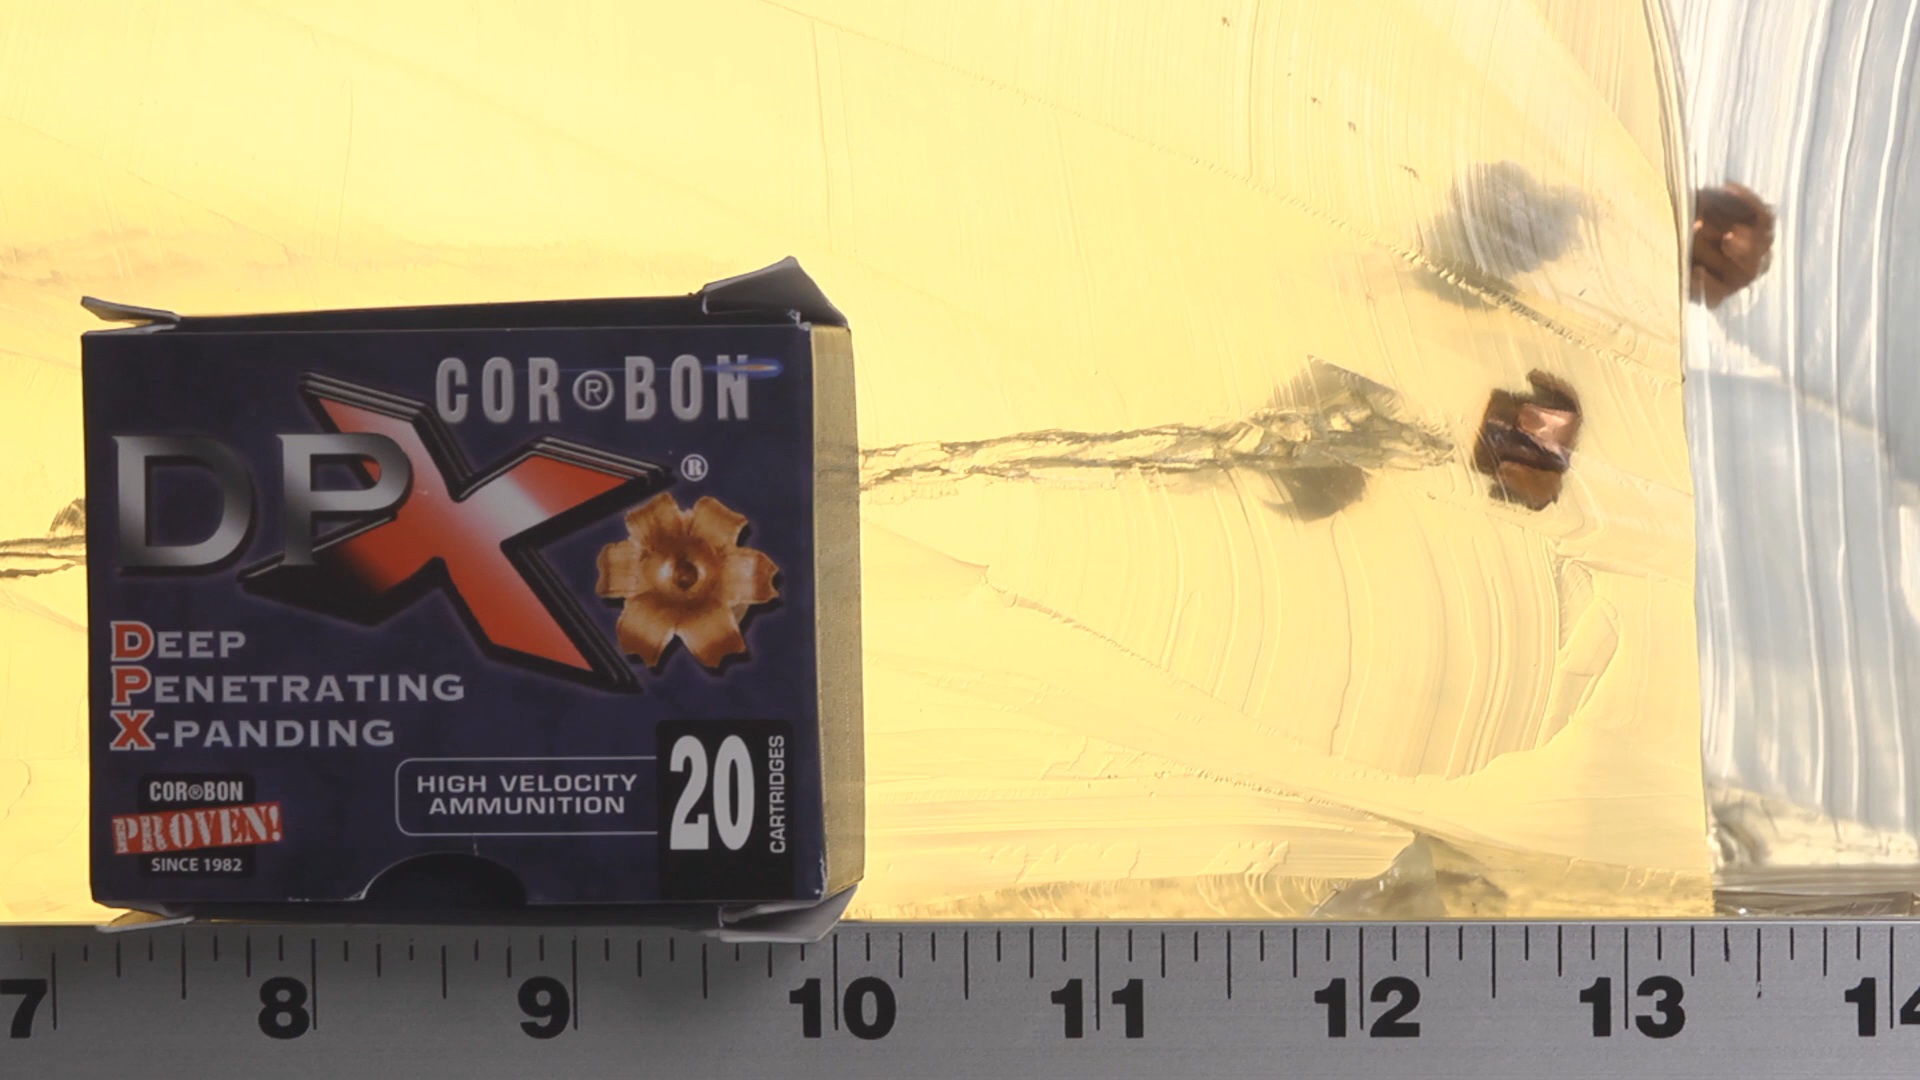 COR®BON
DPX®
DEEP
PENETRATING
X-PANDING
COR®BON
PROVEN!
SINCE 1982
HIGH VELOCITY
AMMUNITION
20
CARTRIDGES
7 8 9 10 11 12 13 14